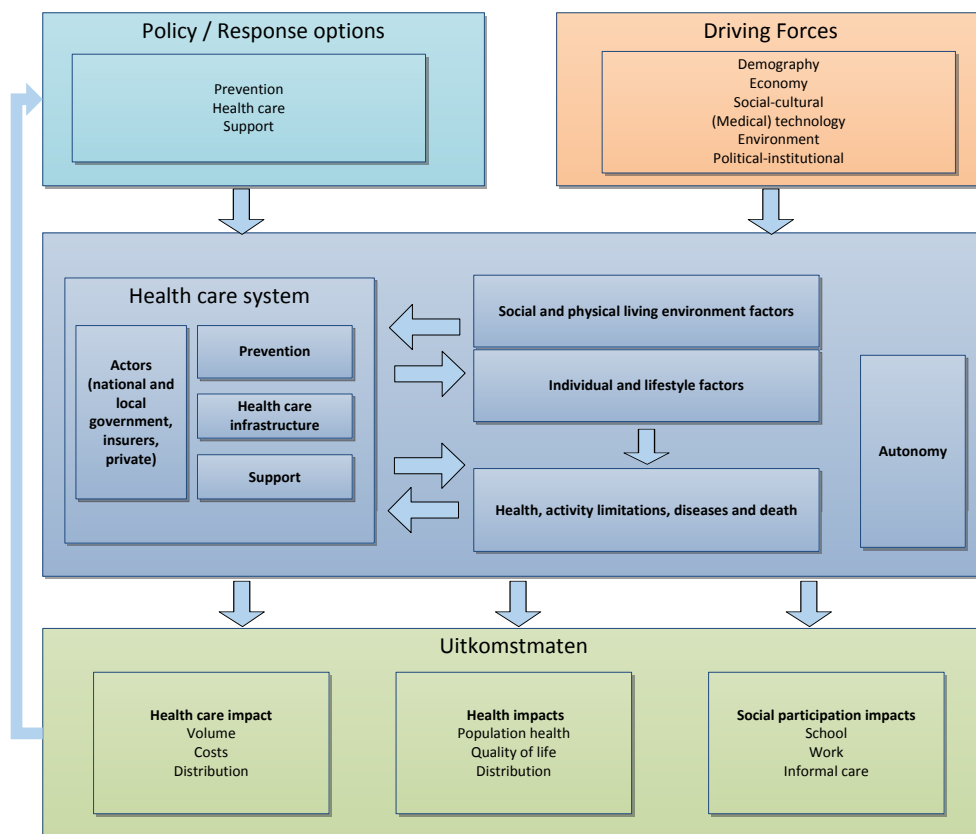 Policy / Response options
Prevention
Health care
Support
Driving Forces
Demography
Economy
Social-cultural
(Medical) technology
Environment
Political-institutional
Health care system
Actors
(national and
local
government,
insurers,
private)
Prevention
Health care
infrastructure
Support
Social and physical living environment factors
Individual and lifestyle factors
Health, activity limitations, diseases and death
Autonomy
Uitkomstmaten
Health care impact
Volume
Costs
Distribution
Health impacts
Population health
Quality of life
Distribution
Social participation impacts
School
Work
Informal care